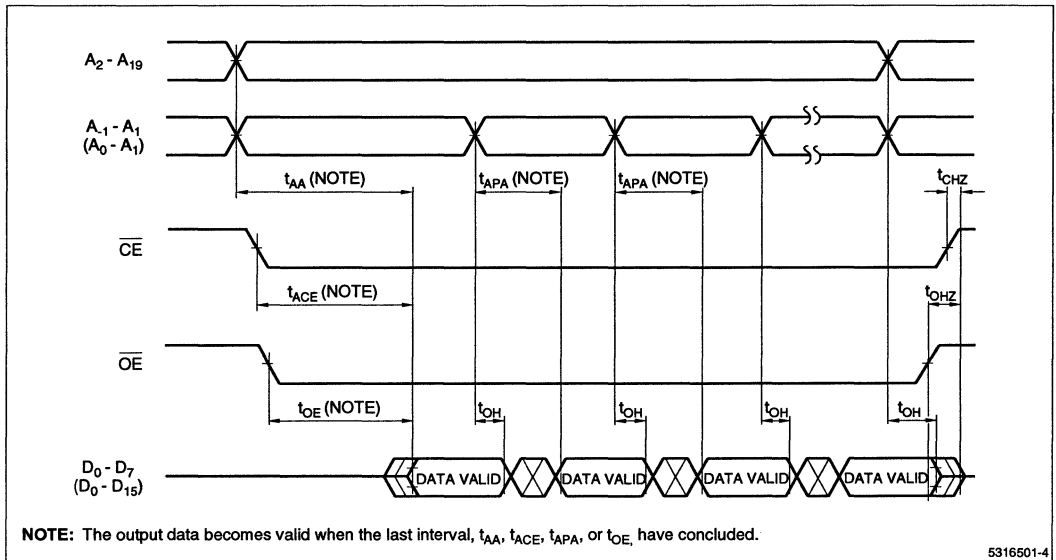 A₂ - A₁₉
A₋₁ - A₁
(A₀ - A₁)
tAA (NOTE)
tAPA (NOTE)
tAPA (NOTE)
tCHZ
CE
tACE (NOTE)
tOHZ
OE
tOE (NOTE)
tOH
tOH
tOH
tOH
D₀ - D₇
(D₀ - D₁₅)
DATA VALID
DATA VALID
DATA VALID
DATA VALID
NOTE: The output data becomes valid when the last interval, tAA, tACE, tAPA, or tOE, have concluded.
5316501-4